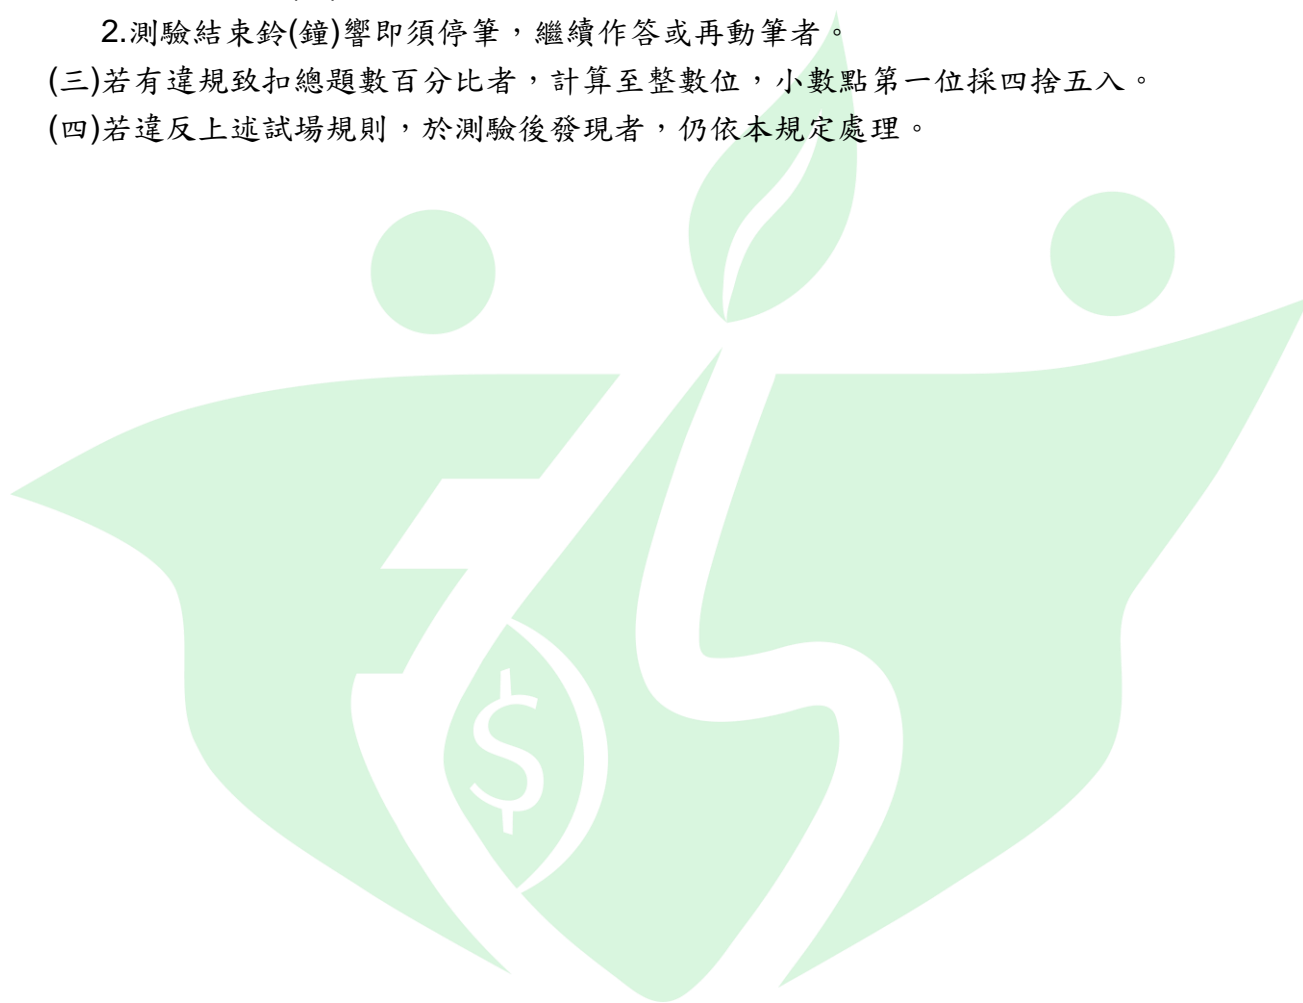 2.測驗結束鈴(鐘)響即須停筆，繼續作答或再動筆者。
(三)若有違規致扣總題數百分比者，計算至整數位，小數點第一位採四捨五入。
(四)若違反上述試場規則，於測驗後發現者，仍依本規定處理。
$